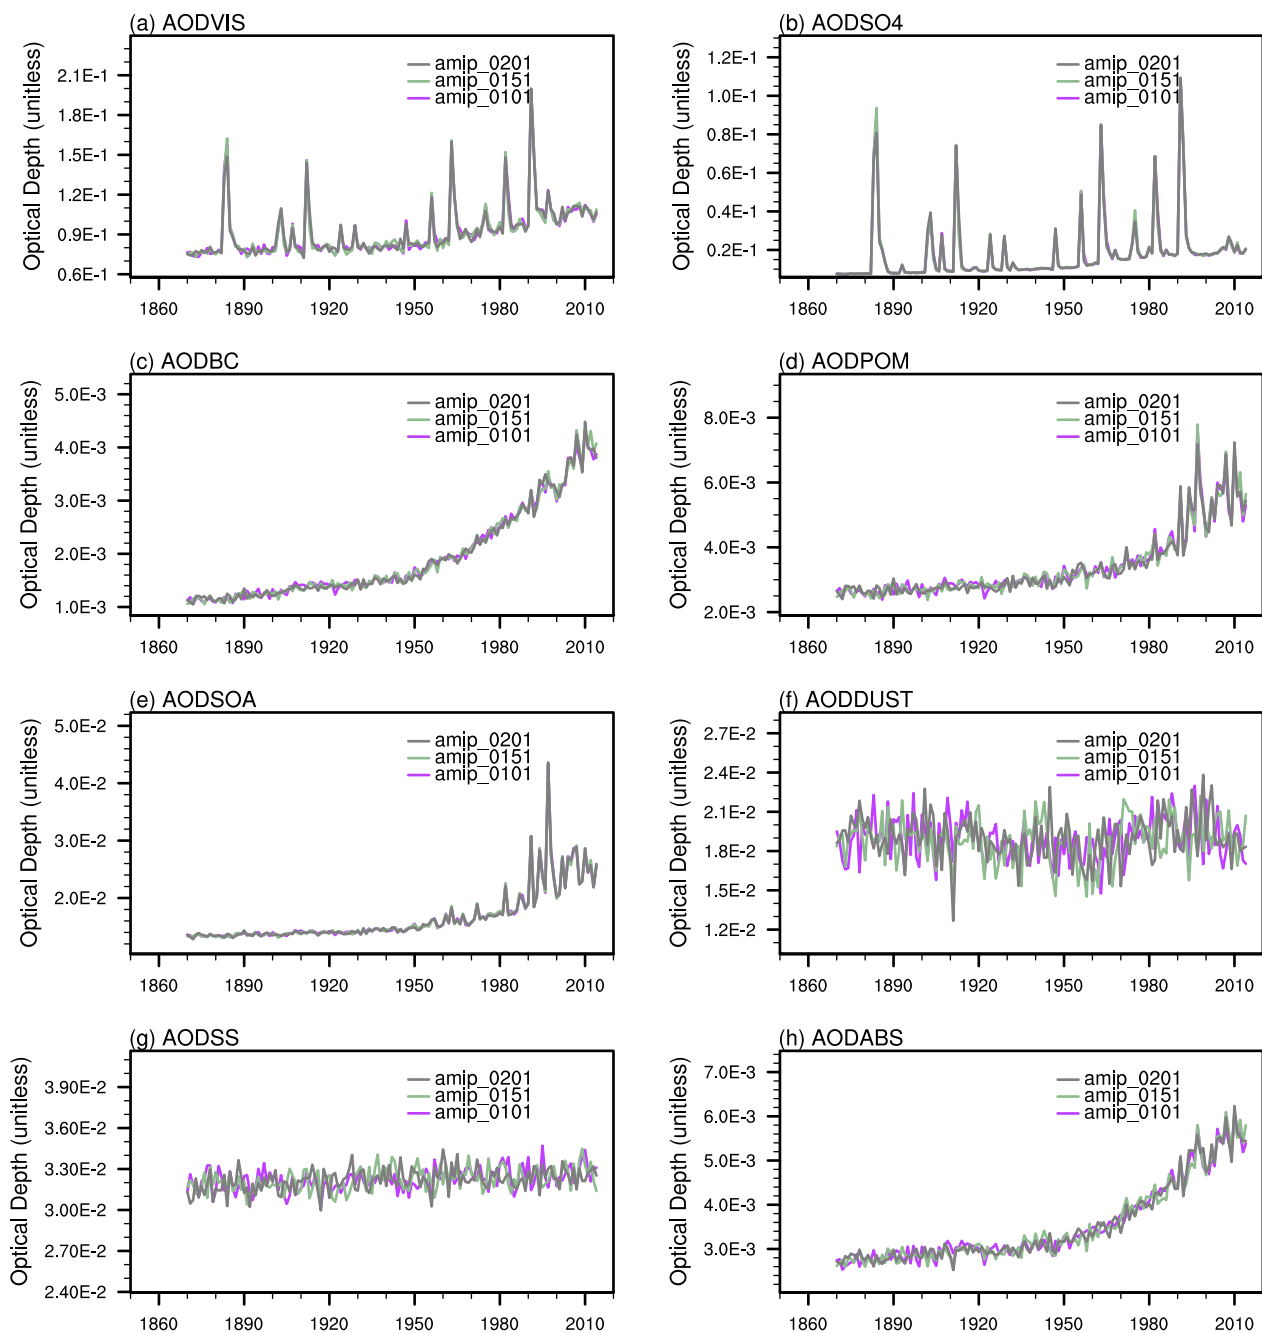 (a) AODVIS
Optical Depth (unitless)
2.1E-1
1.8E-1
1.5E-1
1.2E-1
0.9E-1
0.6E-1
amip_0201
amip_0151
amip_0101
1860 1890 1920 1950 1980 2010
(b) AODSO4
Optical Depth (unitless)
1.2E-1
1.0E-1
0.8E-1
0.6E-1
0.4E-1
0.2E-1
amip_0201
amip_0151
amip_0101
1860 1890 1920 1950 1980 2010
(c) AODBC
Optical Depth (unitless)
5.0E-3
4.0E-3
3.0E-3
2.0E-3
1.0E-3
amip_0201
amip_0151
amip_0101
1860 1890 1920 1950 1980 2010
(d) AODPOM
Optical Depth (unitless)
8.0E-3
6.0E-3
4.0E-3
2.0E-3
amip_0201
amip_0151
amip_0101
1860 1890 1920 1950 1980 2010
(e) AODSOA
Optical Depth (unitless)
5.0E-2
4.0E-2
3.0E-2
2.0E-2
amip_0201
amip_0151
amip_0101
1860 1890 1920 1950 1980 2010
(f) AODDUST
Optical Depth (unitless)
2.7E-2
2.4E-2
2.1E-2
1.8E-2
1.5E-2
1.2E-2
amip_0201
amip_0151
amip_0101
1860 1890 1920 1950 1980 2010
(g) AODSS
Optical Depth (unitless)
3.90E-2
3.60E-2
3.30E-2
3.00E-2
2.70E-2
2.40E-2
amip_0201
amip_0151
amip_0101
1860 1890 1920 1950 1980 2010
(h) AODABS
Optical Depth (unitless)
7.0E-3
6.0E-3
5.0E-3
4.0E-3
3.0E-3
amip_0201
amip_0151
amip_0101
1860 1890 1920 1950 1980 2010